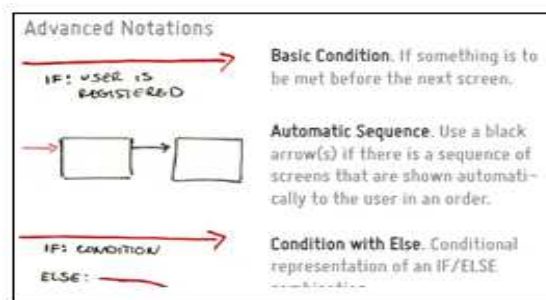 Advanced Notations
IF: USER IS
REGISTERED
Basic Condition. If something is to
be met before the next screen.
Automatic Sequence. Use a black
arrow(s) if there is a sequence of
screens that are shown automati-
cally to the user in an order.
IF: CONDITION
ELSE:
Condition with Else. Conditional
representation of an IF/ELSE